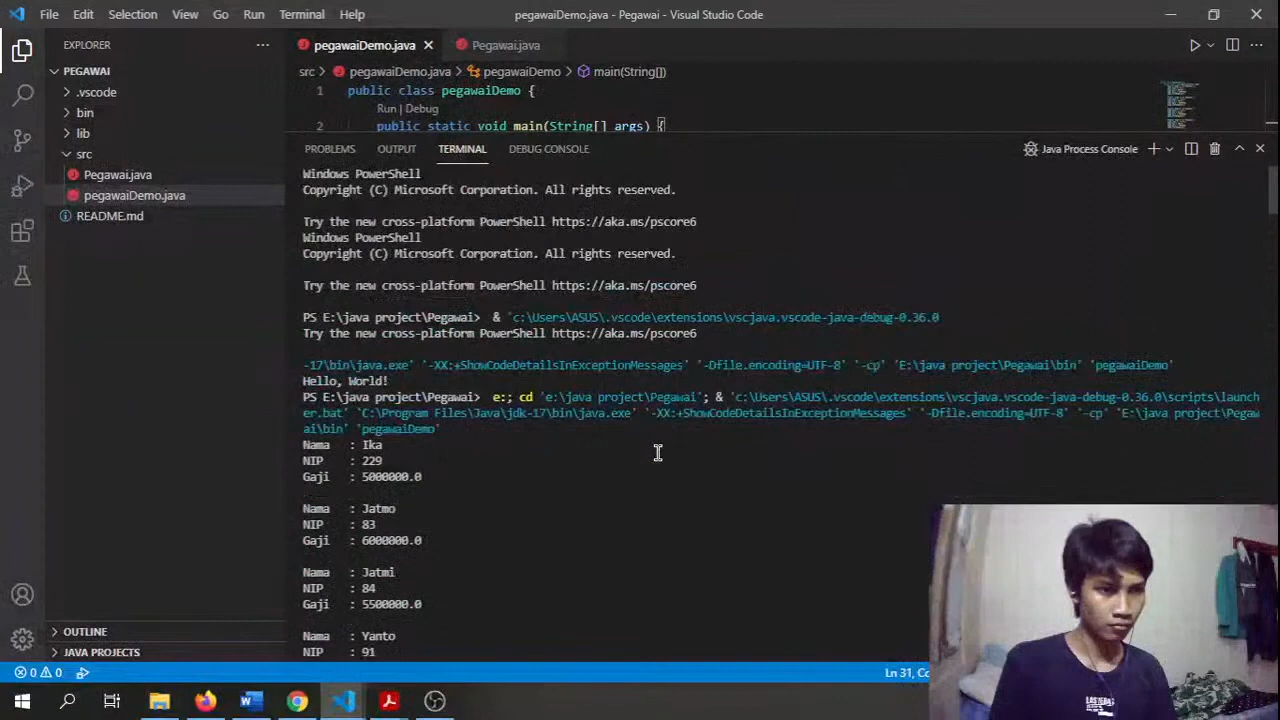 File Edit Selection View Go Run Terminal Help pegawaiDemo.java - Pegawai - Visual Studio Code
EXPLORER
pegawaiDemo.java Pegawai.java
PEGAWAI
src > pegawaiDemo.java > pegawaiDemo > main(String[])
.vscode
bin
lib
src
Pegawai.java
pegawaiDemo.java
README.md
1 public class pegawaiDemo {
Run | Debug
2 public static void main(String[] args) {
PROBLEMS OUTPUT TERMINAL DEBUG CONSOLE Java Process Console
Windows PowerShell
Copyright (C) Microsoft Corporation. All rights reserved.
Try the new cross-platform PowerShell https://aka.ms/pscore6
Windows PowerShell
Copyright (C) Microsoft Corporation. All rights reserved.
Try the new cross-platform PowerShell https://aka.ms/pscore6
PS E:\java project\Pegawai> & 'c:\Users\ASUS\.vscode\extensions\vscjava.vscode-java-debug-0.36.0
Try the new cross-platform PowerShell https://aka.ms/pscore6
-17\bin\java.exe' '-XX:+ShowCodeDetailsInExceptionMessages' '-Dfile.encoding=UTF-8' '-cp' 'E:\java project\Pegawai\bin' 'pegawaiDemo'
Hello, World!
PS E:\java project\Pegawai> e:; cd 'e:\java project\Pegawai'; & 'c:\Users\ASUS\.vscode\extensions\vscjava.vscode-java-debug-0.36.0\scripts\launch
er.bat' 'C:\Program Files\Java\jdk-17\bin\java.exe' '-XX:+ShowCodeDetailsInExceptionMessages' '-Dfile.encoding=UTF-8' '-cp' 'E:\java project\Pegaw
ai\bin' 'pegawaiDemo'
Nama : Ika
NIP : 229
Gaji : 5000000.0
Nama : Jatmo
NIP : 83
Gaji : 6000000.0
Nama : Jatmi
NIP : 84
Gaji : 5500000.0
Nama : Yanto
NIP : 91
OUTLINE
JAVA PROJECTS
0 0
Ln 31, Co